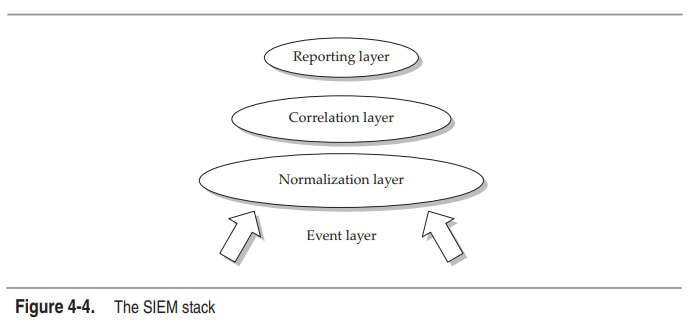 Reporting layer
Correlation layer
Normalization layer
Event layer
Figure 4-4. The SIEM stack